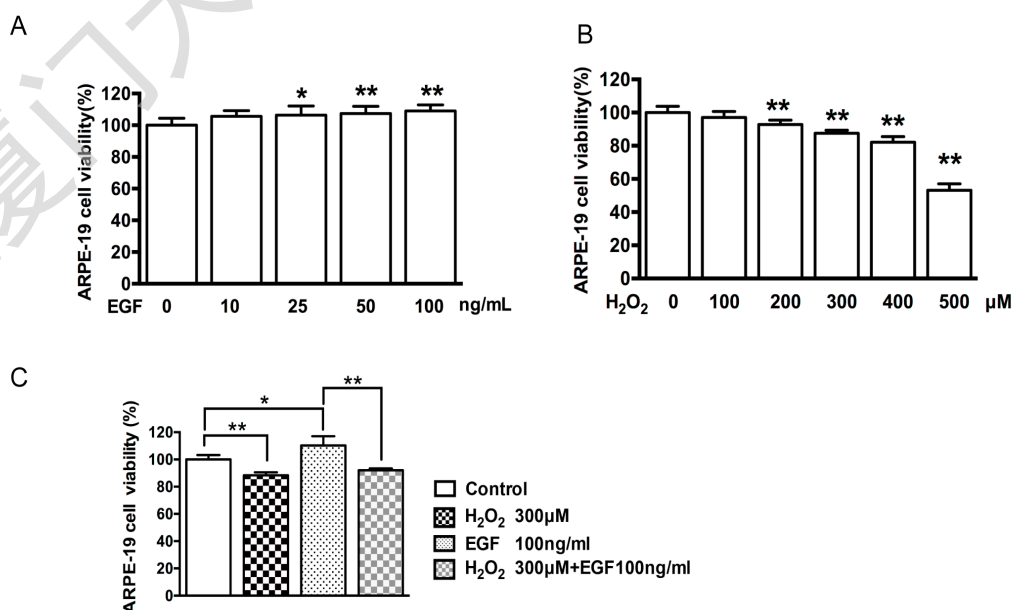 A
ARPE-19 cell viability(%)
120
100
80
60
40
20
0
*
**
**
EGF 0 10 25 50 100 ng/mL
B
ARPE-19 cell viability(%)
120
100
80
60
40
20
0
**
**
**
**
H₂O₂ 0 100 200 300 400 500 μM
C
ARPE-19 cell viability (%)
120
100
80
60
40
20
0
**
*
**
Control
H₂O₂ 300μM
EGF 100ng/ml
H₂O₂ 300μM+EGF100ng/ml
厦门大